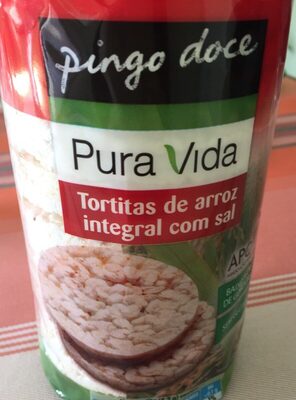 pingo doce
Pura Vida
Tortitas de arroz
integral com sal